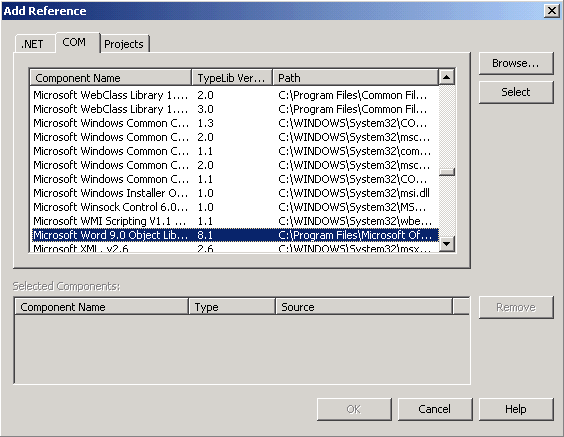 Add Reference
.NET COM Projects
Component Name TypeLib Ver... Path
Microsoft WebClass Library 1.... 2.0 C:\Program Files\Common Fil...
Microsoft WebClass Library 1.... 3.0 C:\Program Files\Common Fil...
Microsoft Windows Common C... 1.3 C:\WINDOWS\System32\CO...
Microsoft Windows Common C... 2.0 C:\WINDOWS\System32\msc...
Microsoft Windows Common C... 1.1 C:\WINDOWS\System32\com...
Microsoft Windows Common C... 2.0 C:\WINDOWS\System32\msc...
Microsoft Windows Common C... 1.1 C:\WINDOWS\System32\CO...
Microsoft Windows Installer O... 1.0 C:\WINDOWS\System32\msi.dll
Microsoft Winsock Control 6.0... 1.0 C:\WINDOWS\System32\MS...
Microsoft WMI Scripting V1.1 ... 1.1 C:\WINDOWS\System32\wbe...
Microsoft Word 9.0 Object Lib... 8.1 C:\Program Files\Microsoft Of...
Microsoft XML, v2.6 2.6 C:\WINDOWS\System32\msx...
Browse...
Select
Selected Components:
Component Name Type Source
Remove
OK Cancel Help